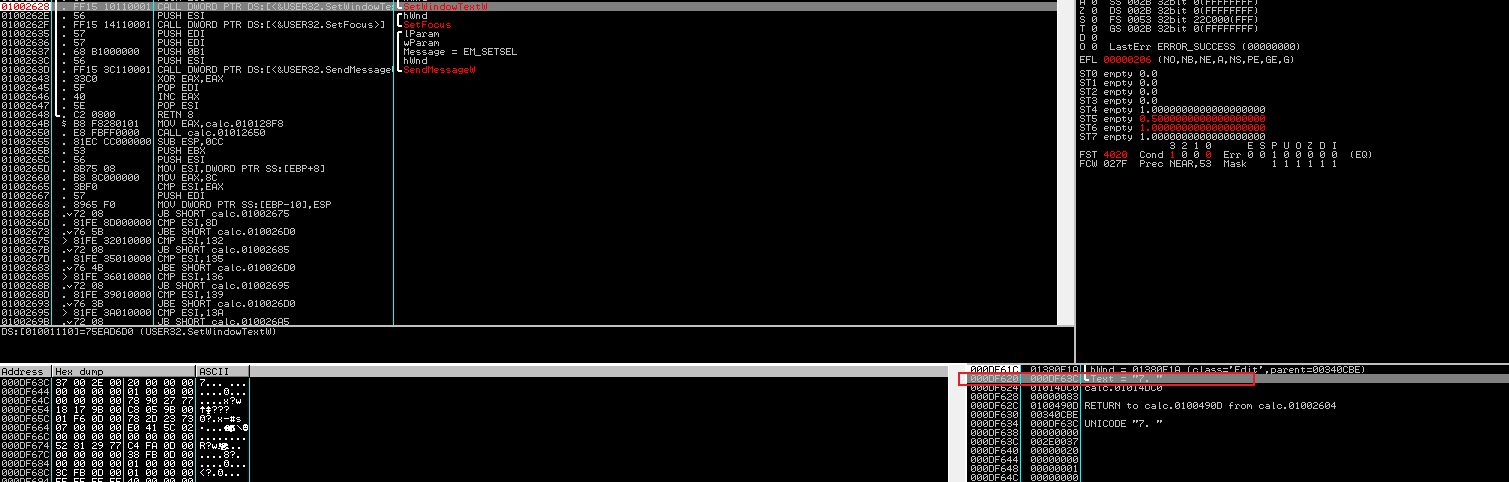 01002628 . FF15 10110001 CALL DWORD PTR DS:[<&USER32.SetWindowTex SetWindowTextW
0100262E . 56 PUSH ESI hWnd
0100262F . FF15 14110001 CALL DWORD PTR DS:[<&USER32.SetFocus>] SetFocus
01002635 . 57 PUSH EDI lParam
01002636 . 57 PUSH EDI wParam
01002637 . 68 B1000000 PUSH 0B1 Message = EM_SETSEL
0100263C . 56 PUSH ESI hWnd
0100263D . FF15 3C110001 CALL DWORD PTR DS:[<&USER32.SendMessageW SendMessageW
01002643 . 33C0 XOR EAX,EAX
01002645 . 5F POP EDI
01002646 . 40 INC EAX
01002647 . 5E POP ESI
01002648 . C2 0800 RETN 8
0100264B $ B8 F8280101 MOV EAX,calc.010128F8
01002650 . E8 FBFF0000 CALL calc.01012650
01002655 . 81EC CC000000 SUB ESP,0CC
0100265B . 53 PUSH EBX
0100265C . 56 PUSH ESI
0100265D . 8B75 08 MOV ESI,DWORD PTR SS:[EBP+8]
01002660 . B8 8C000000 MOV EAX,8C
01002665 . 3BF0 CMP ESI,EAX
01002667 . 57 PUSH EDI
01002668 . 8965 F0 MOV DWORD PTR SS:[EBP-10],ESP
0100266B .v72 08 JB SHORT calc.01002675
0100266D . 81FE 8D000000 CMP ESI,8D
01002673 .v76 5B JBE SHORT calc.010026D0
01002675 > 81FE 32010000 CMP ESI,132
0100267B .v72 08 JB SHORT calc.01002685
0100267D . 81FE 35010000 CMP ESI,135
01002683 .v76 4B JBE SHORT calc.010026D0
01002685 > 81FE 36010000 CMP ESI,136
0100268B .v72 08 JB SHORT calc.01002695
0100268D . 81FE 39010000 CMP ESI,139
01002693 .v76 3B JBE SHORT calc.010026D0
01002695 > 81FE 3A010000 CMP ESI,13A
0100269B .v72 08 JB SHORT calc.010026A5
DS:[01001110]=75EAD6D0 (USER32.SetWindowTextW)
A 0 SS 002B 32bit 0(FFFFFFFF)
Z 0 DS 002B 32bit 0(FFFFFFFF)
S 0 FS 0053 32bit 22C000(FFF)
T 0 GS 002B 32bit 0(FFFFFFFF)
D 0
O 0 LastErr ERROR_SUCCESS (00000000)
EFL 00000206 (NO,NB,NE,A,NS,PE,GE,G)
ST0 empty 0.0
ST1 empty 0.0
ST2 empty 0.0
ST3 empty 0.0
ST4 empty 1.0000000000000000000
ST5 empty 0.5000000000000000000
ST6 empty 1.0000000000000000000
ST7 empty 1.0000000000000000000
3 2 1 0 E S P U O Z D I
FST 4020 Cond 1 0 0 0 Err 0 0 1 0 0 0 0 0 (EQ)
FCW 027F Prec NEAR,53 Mask 1 1 1 1 1 1
Address Hex dump ASCII
000DF63C 37 00 2E 00 20 00 00 00 7... ...
000DF644 00 00 00 00 01 00 00 00
000DF64C 00 00 00 00 78 90 27 77
000DF654 18 17 9B 00 C8 05 9B 00
000DF65C 01 F6 0D 00 78 2D 23 73
000DF664 07 00 00 00 E0 41 5C 02
000DF66C 00 00 00 00 00 00 00 00 ........
000DF674 52 81 29 77 C4 FA 0D 00
000DF67C 00 00 00 00 38 FB 0D 00
000DF684 00 00 00 00 01 00 00 00
000DF68C 3C FB 0D 00 01 00 00 00
000DF61C 01380F1A hWnd = 01380F1A (class='Edit',parent=00340CBE)
000DF620 000DF63C Text = "7. "
000DF624 01014DC0 calc.01014DC0
000DF628 00000083
000DF62C 0100490D RETURN to calc.0100490D from calc.01002604
000DF630 00340CBE
000DF634 000DF63C UNICODE "7. "
000DF638 00000000
000DF63C 002E0037
000DF640 00000020
000DF644 00000000
000DF648 00000001
000DF64C 00000000